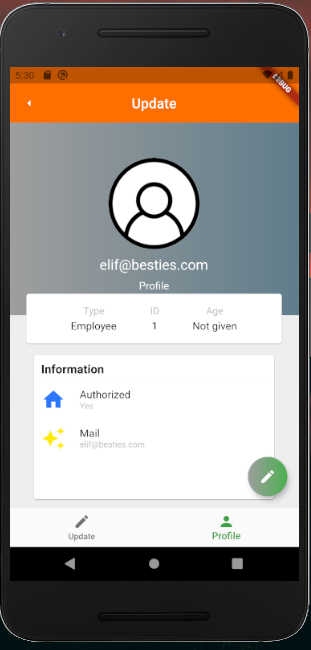 5:30
DEBUG
Update
elif@besties.com
Profile
Type ID Age
Employee 1 Not given
Information
Authorized
Yes
Mail
elif@besties.com
Update Profile